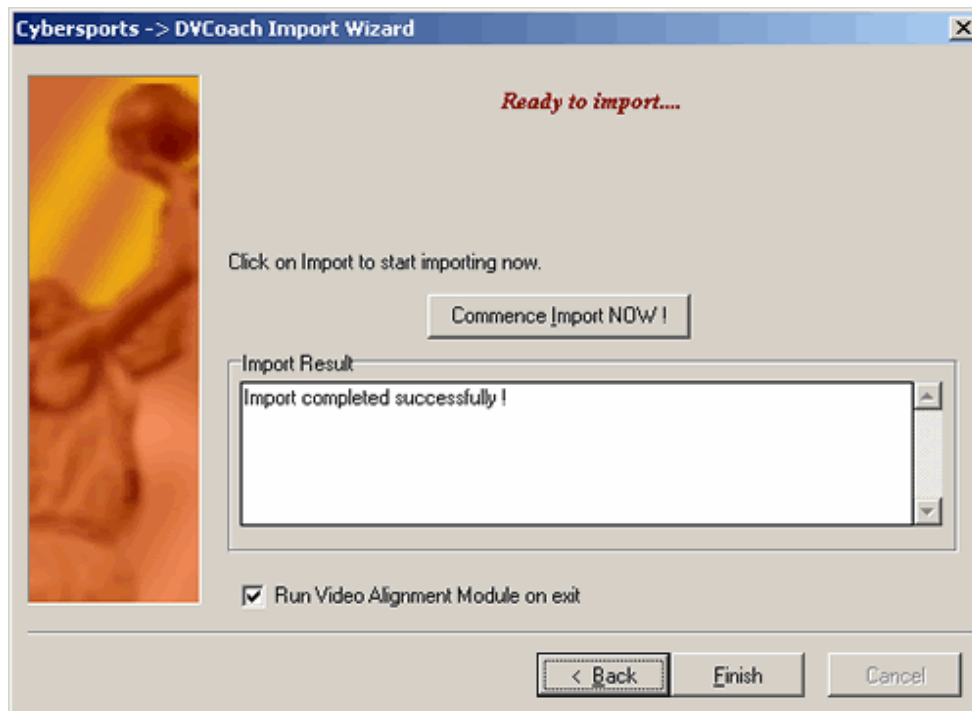 Cybersports -> DVCoach Import Wizard
Ready to import....
Click on Import to start importing now.
Commence Import NOW !
Import Result
Import completed successfully !
Run Video Alignment Module on exit
< Back
Finish
Cancel